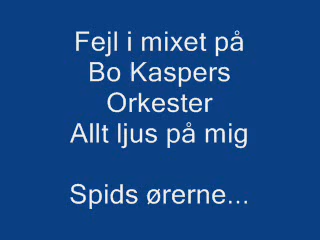 Fejl i mixet på
Bo Kaspers
Orkester
Allt ljus på mig
Spids ørerne...